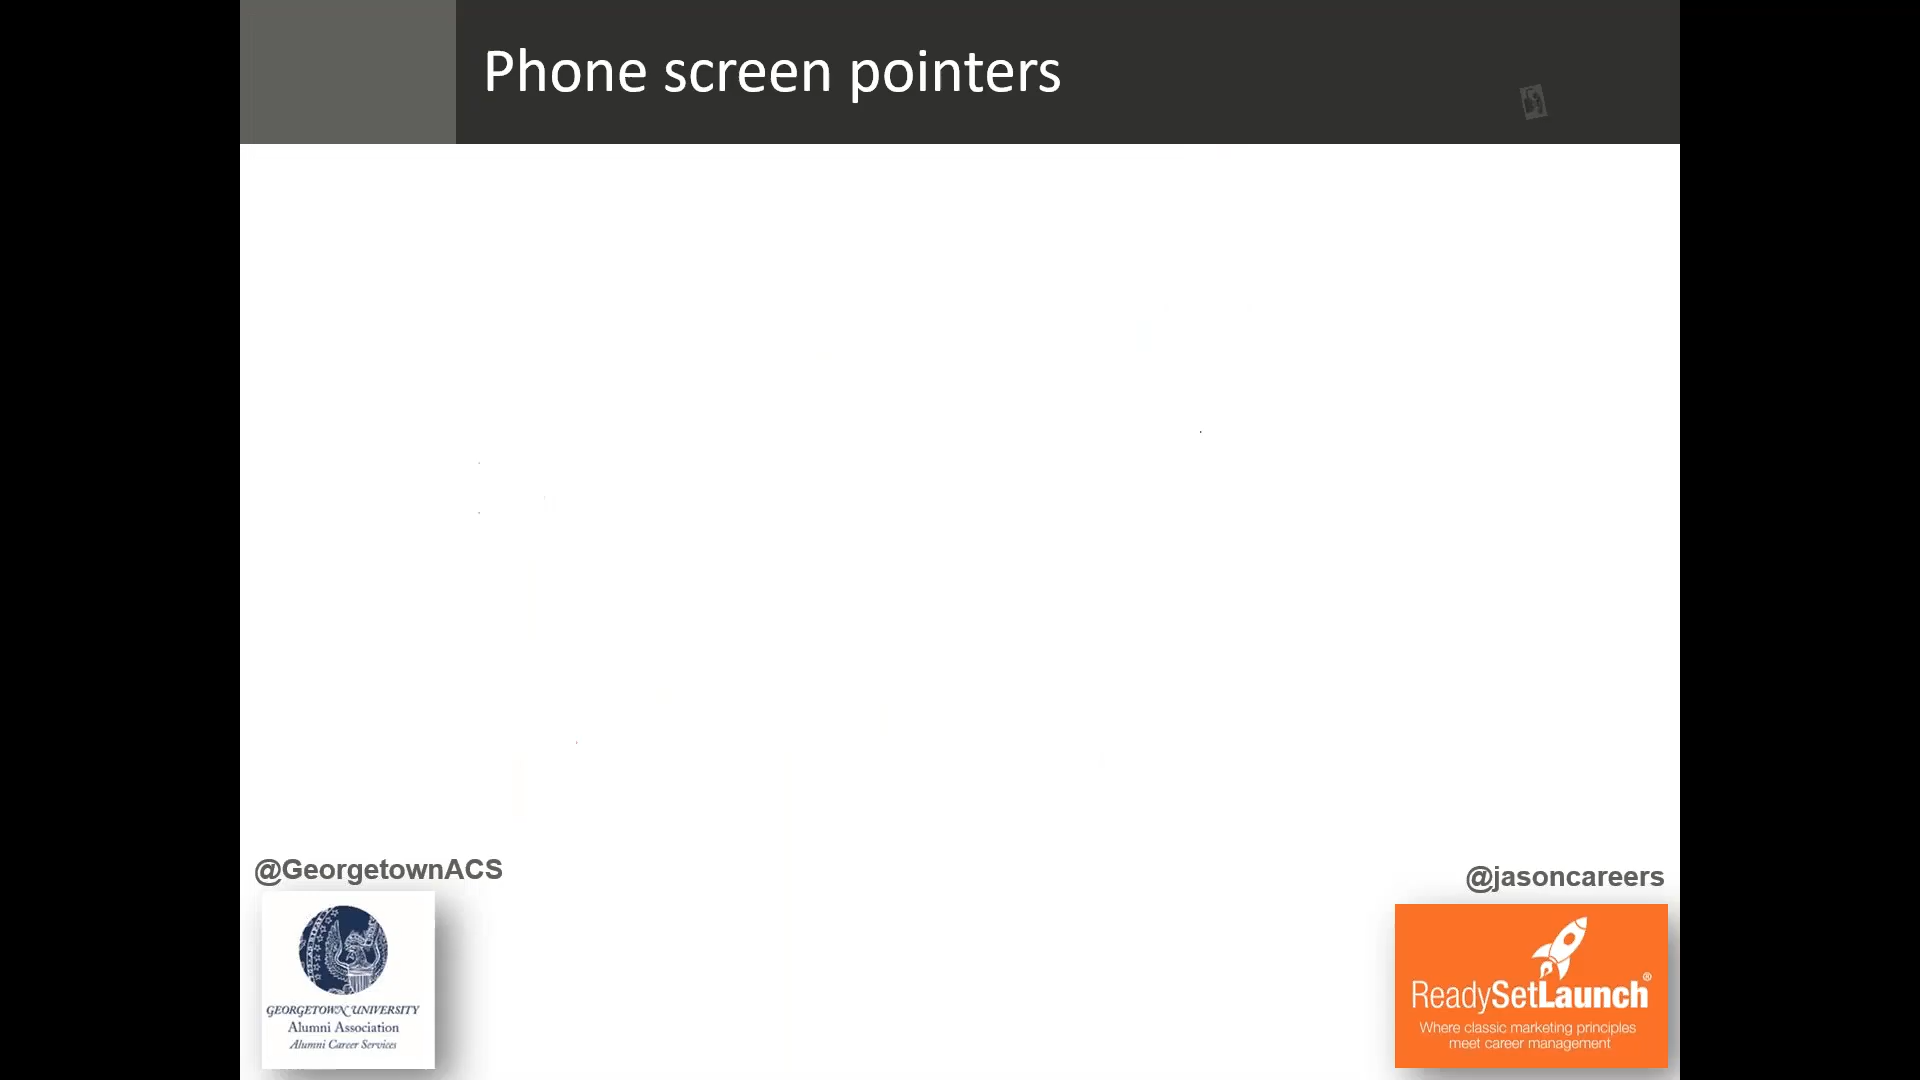 Phone screen pointers
@GeorgetownACS
@jasoncareers
GEORGETOWN UNIVERSITY
Alumni Association
Alumni Career Services
ReadySetLaunch®
Where classic marketing principles
meet career management